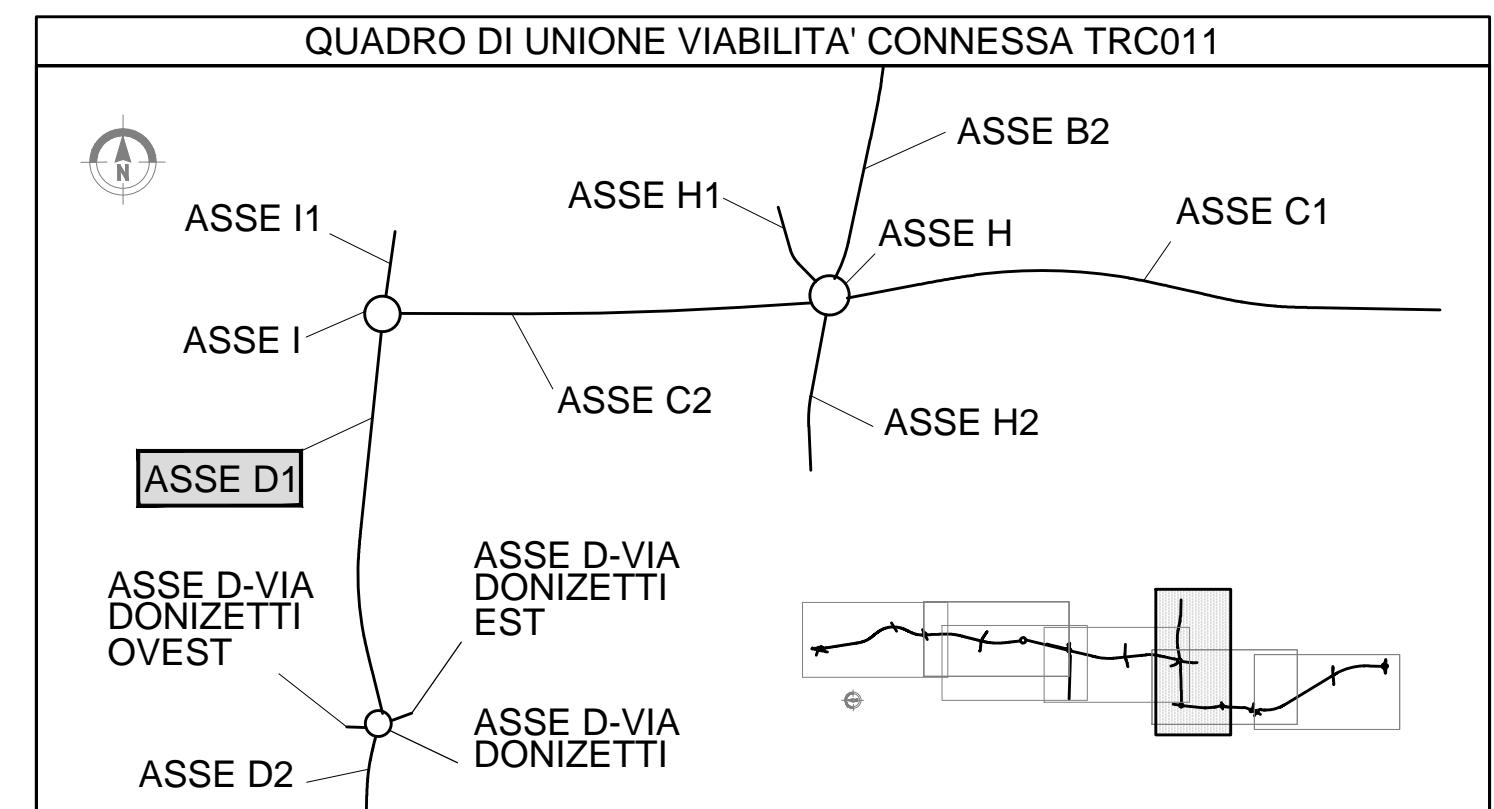 QUADRO DI UNIONE VIABILITA' CONNESSA TRC011
ASSE B2
ASSE H1
ASSE C1
ASSE I1
ASSE H
N
ASSE I
ASSE C2
ASSE H2
ASSE D1
ASSE D-VIA
DONIZETTI
EST
ASSE D-VIA
DONIZETTI
OVEST
ASSE D-VIA
DONIZETTI
ASSE D2